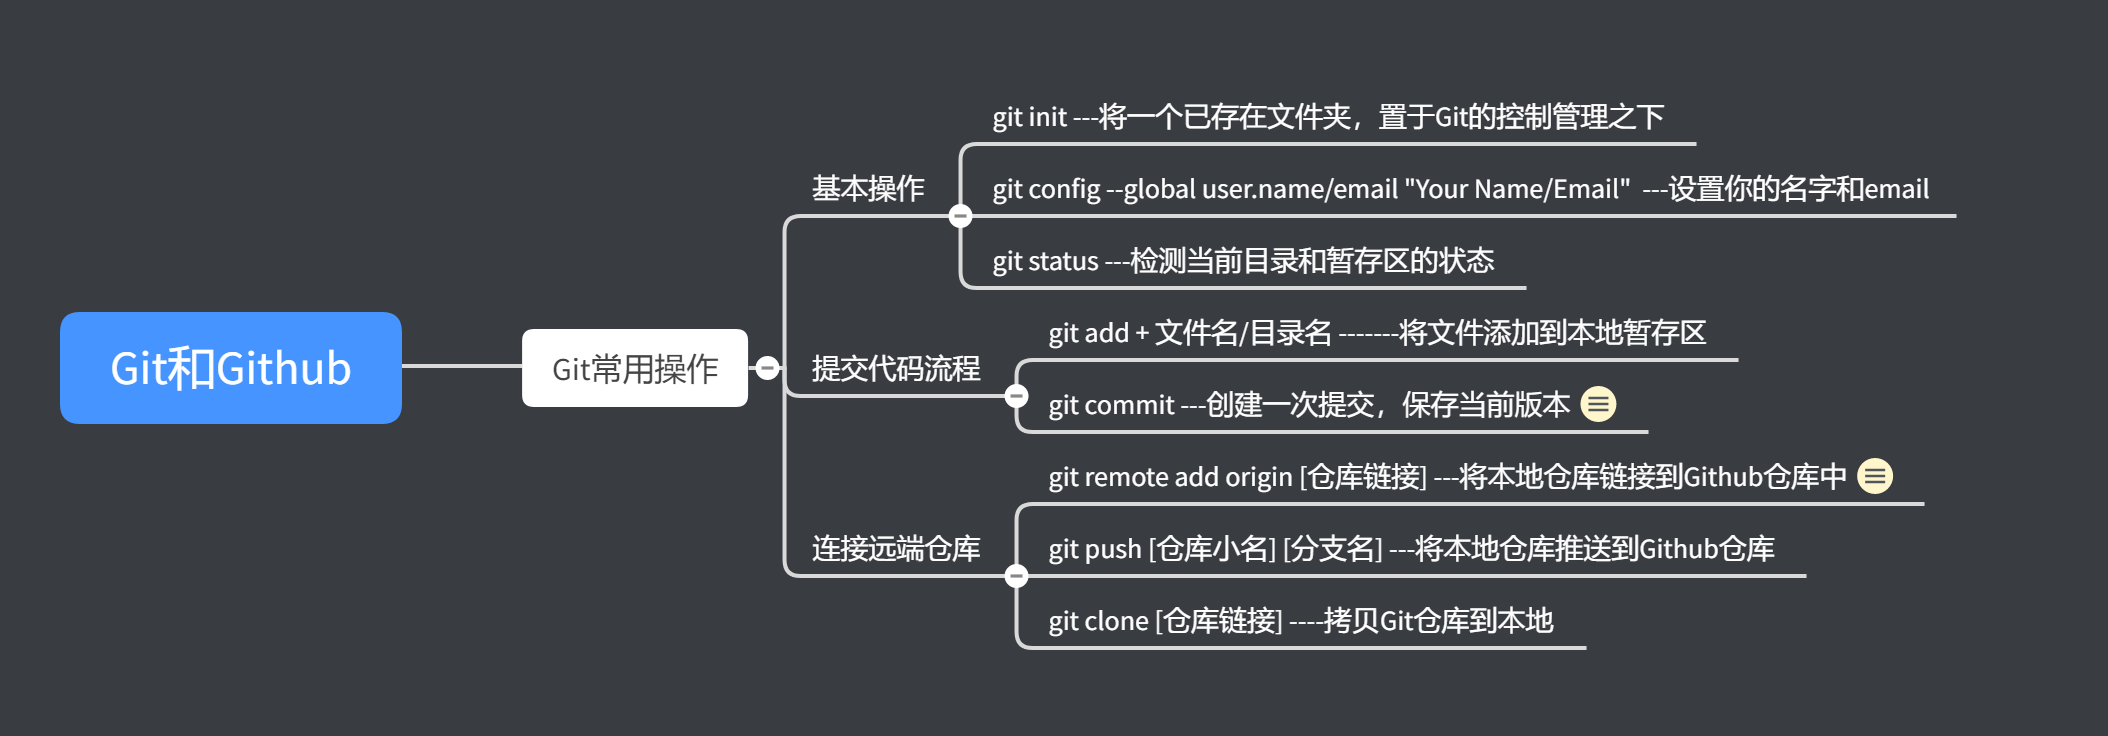 Git和Github
Git常用操作
基本操作
git init ---将一个已存在文件夹，置于Git的控制管理之下
git config --global user.name/email "Your Name/Email"  ---设置你的名字和email
git status ---检测当前目录和暂存区的状态
提交代码流程
git add + 文件名/目录名 -------将文件添加到本地暂存区
git commit ---创建一次提交，保存当前版本
连接远端仓库
git remote add origin [仓库链接] ---将本地仓库链接到Github仓库中
git push [仓库小名] [分支名] ---将本地仓库推送到Github仓库
git clone [仓库链接] ----拷贝Git仓库到本地